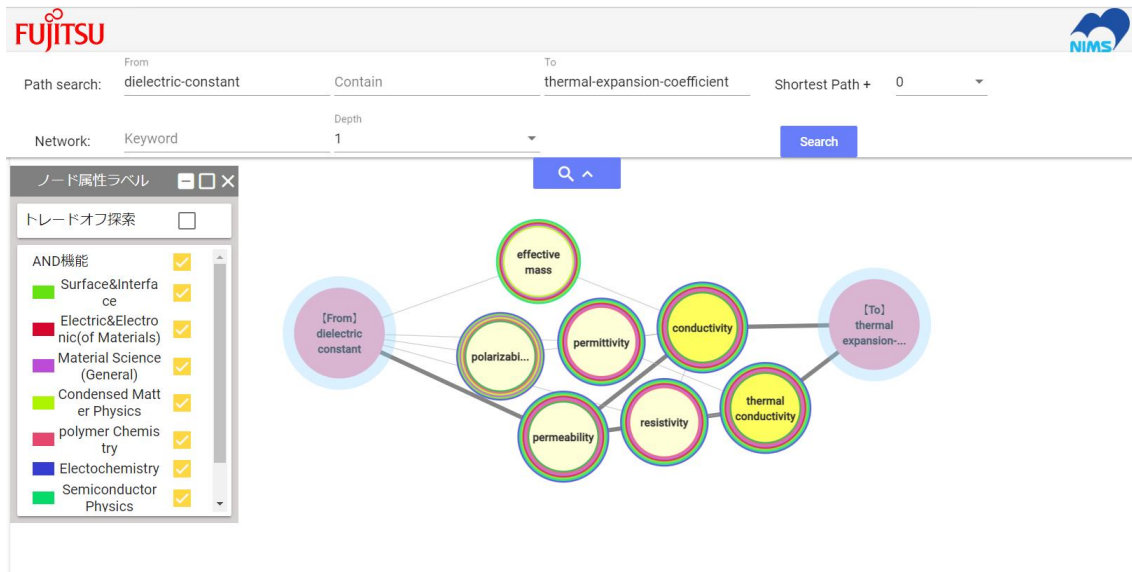 FUJITSU
NIMS
Path search:
From
dielectric-constant
Contain
To
thermal-expansion-coefficient
Shortest Path +
0
Network:
Keyword
Depth
1
Search
ノード属性ラベル
トレードオフ探索
AND機能
Surface&Interfa
ce
Electric&Electro
nic(of Materials)
Material Science
(General)
Condensed Matt
er Physics
polymer Chemis
try
Electochemistry
Semiconductor
Physics
effective
mass
【From】
dielectric
constant
polarizabi...
permittivity
conductivity
【To】
thermal
expansion-...
permeability
resistivity
thermal
conductivity